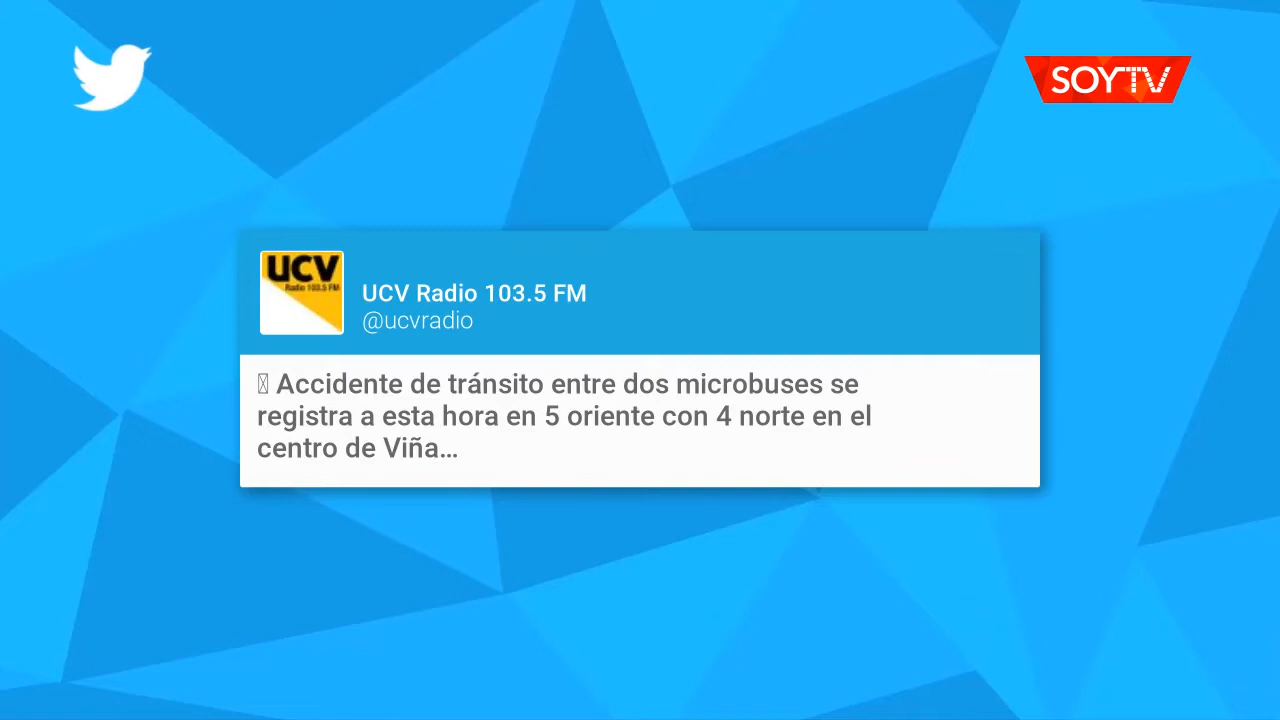 SOYTV
UCV
Radio 103.5 FM
UCV Radio 103.5 FM
@ucvradio
Accidente de tránsito entre dos microbuses se
registra a esta hora en 5 oriente con 4 norte en el
centro de Viña…